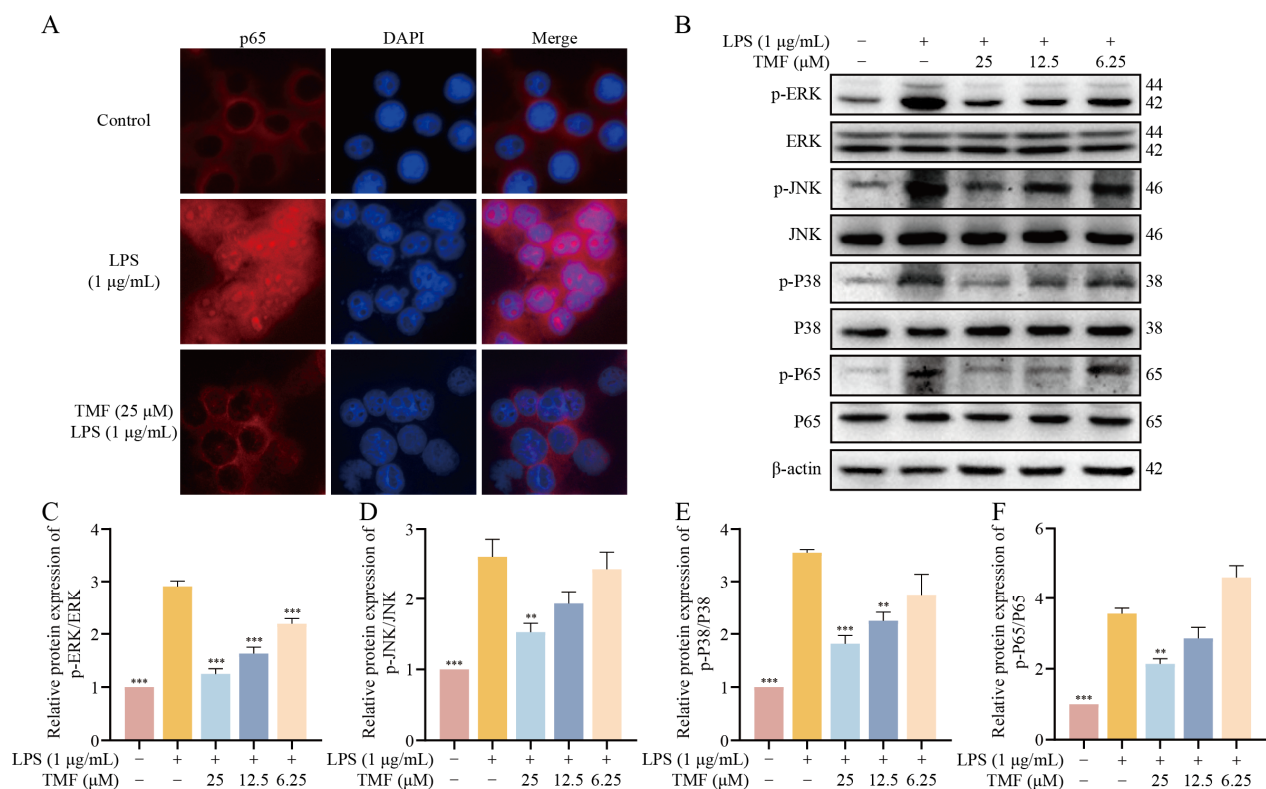 A
p65 DAPI Merge
Control
LPS
(1 μg/mL)
TMF (25 μM)
LPS (1 μg/mL)
B
LPS (1 μg/mL) − + + + +
TMF (μM) − − 25 12.5 6.25
p-ERK 44
42
ERK 44
42
p-JNK 46
JNK 46
p-P38 38
P38 38
p-P65 65
P65 65
β-actin 42
C
Relative protein expression of
p-ERK/ERK
4
3
2
1
0
*** *** *** ***
LPS (1 μg/mL) − + + + +
TMF (μM) − − 25 12.5 6.25
D
Relative protein expression of
p-JNK/JNK
3
2
1
0
*** **
− + + + +
− − 25 12.5 6.25
E
Relative protein expression of
p-P38/P38
4
3
2
1
0
*** *** **
LPS (1 μg/mL) − + + + +
TMF (μM) − − 25 12.5 6.25
F
Relative protein expression of
p-P65/P65
6
4
2
0
*** **
LPS (1 μg/mL) − + + + +
TMF (μM) − − 25 12.5 6.25